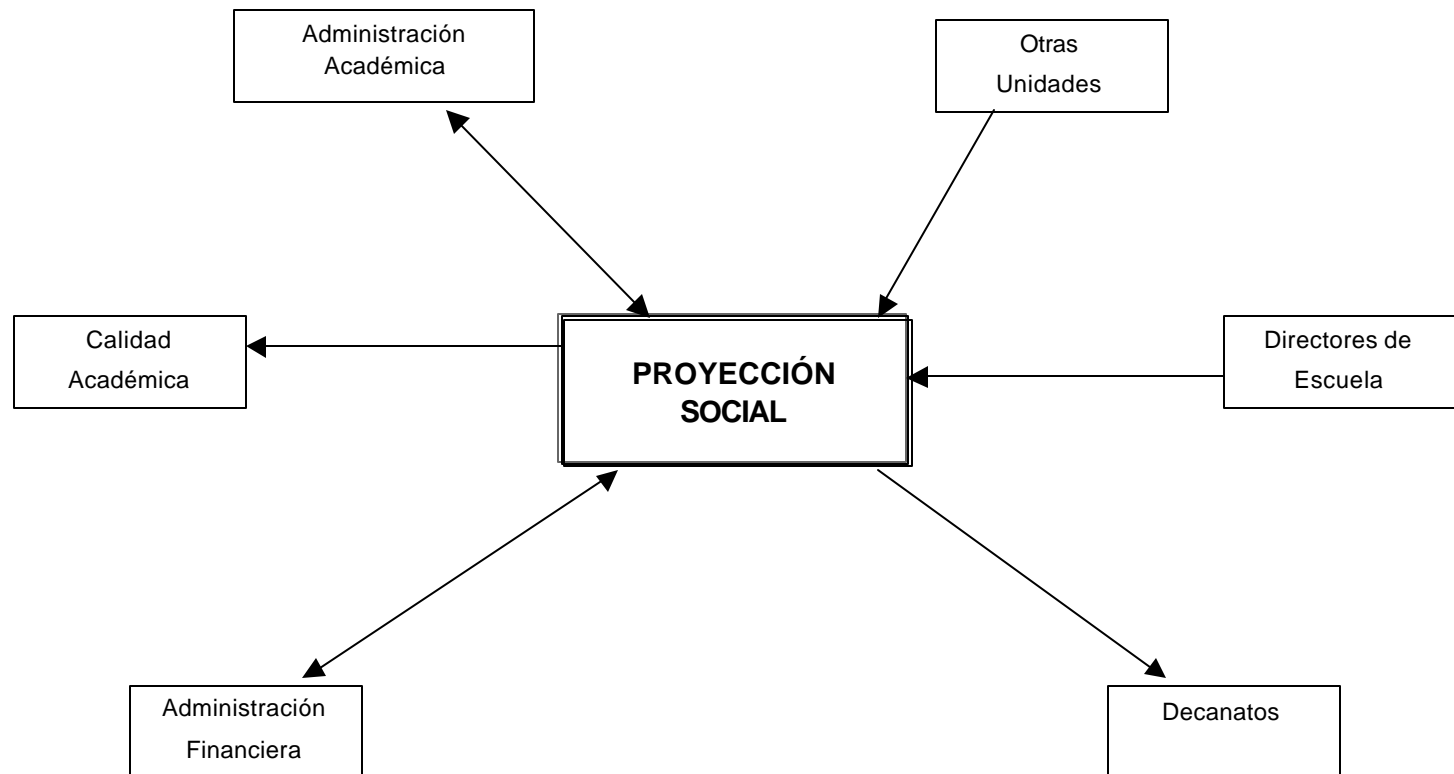 Administración
Académica
Otras
Unidades
Calidad
Académica
PROYECCIÓN
SOCIAL
Directores de
Escuela
Administración
Financiera
Decanatos